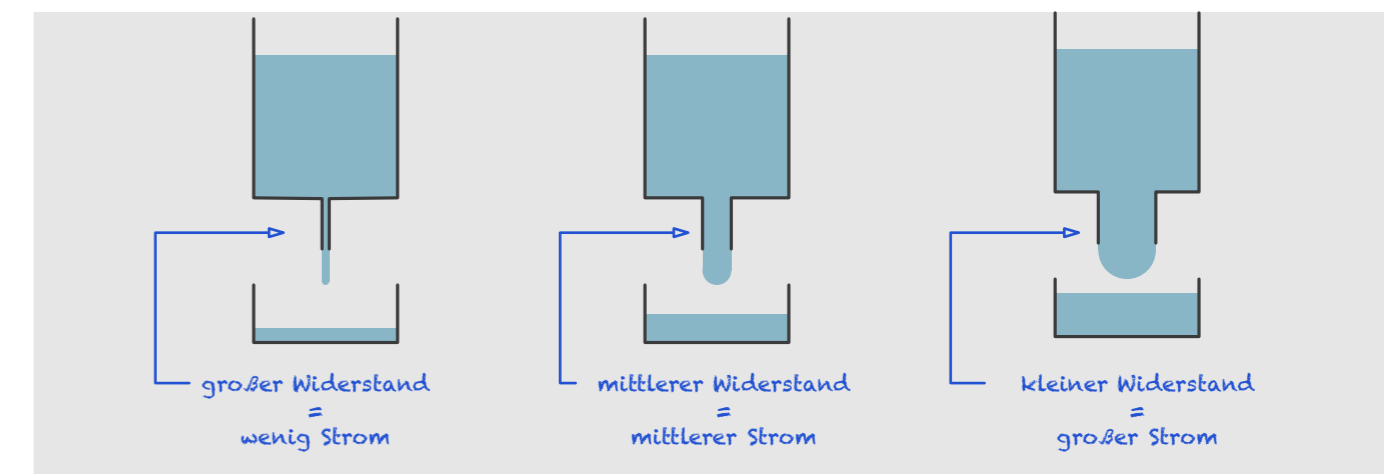 großer Widerstand
=
wenig Strom
mittlerer Widerstand
=
mittlerer Strom
kleiner Widerstand
=
großer Strom